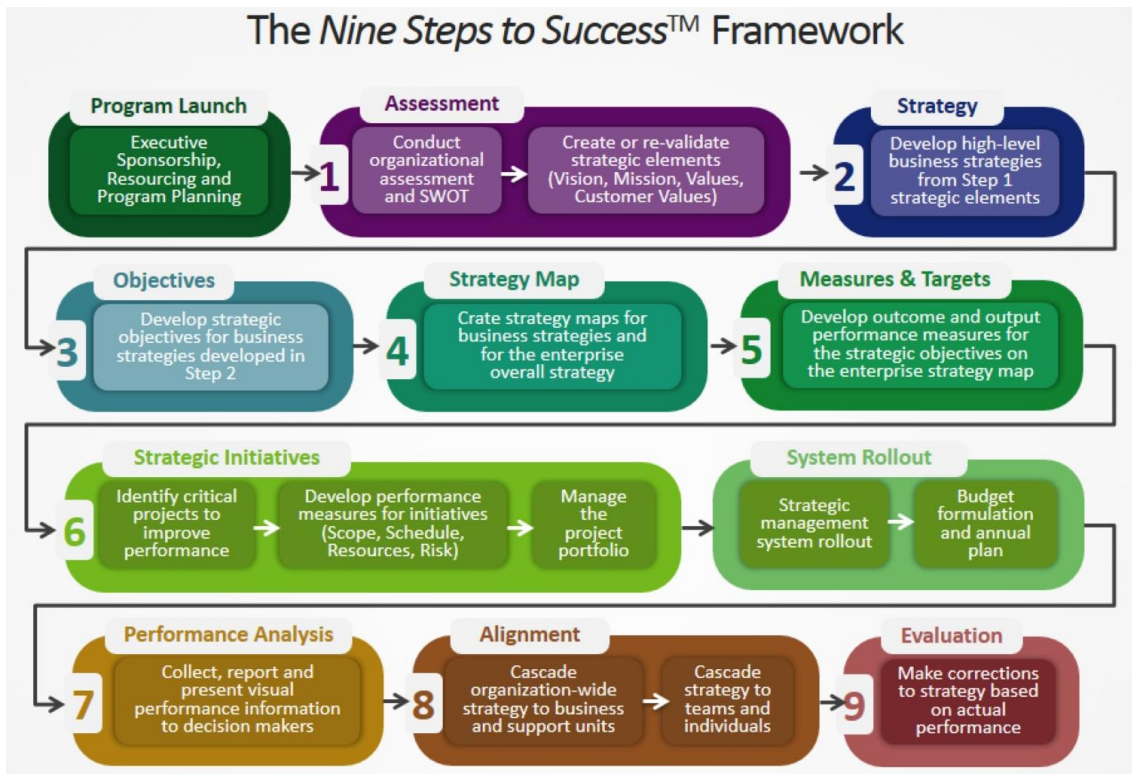 The Nine Steps to Success™ Framework
Program Launch
Executive
Sponsorship,
Resourcing and
Program Planning
1
Assessment
Conduct
organizational
assessment
and SWOT
Create or re-validate
strategic elements
(Vision, Mission, Values,
Customer Values)
2
Strategy
Develop high-level
business strategies
from Step 1
strategic elements
3
Objectives
Develop strategic
objectives for business
strategies developed in
Step 2
4
Strategy Map
Crate strategy maps for
business strategies and
for the enterprise
overall strategy
5
Measures & Targets
Develop outcome and output
performance measures for
the strategic objectives on
the enterprise strategy map
6
Strategic Initiatives
Identify critical
projects to
improve
performance
Develop performance
measures for initiatives
(Scope, Schedule,
Resources, Risk)
Manage
the
project
portfolio
System Rollout
Strategic
management
system rollout
Budget
formulation
and annual
plan
7
Performance Analysis
Collect, report and
present visual
performance information
to decision makers
8
Alignment
Cascade
organization-wide
strategy to business
and support units
Cascade
strategy to
teams and
individuals
9
Evaluation
Make corrections
to strategy based
on actual
performance